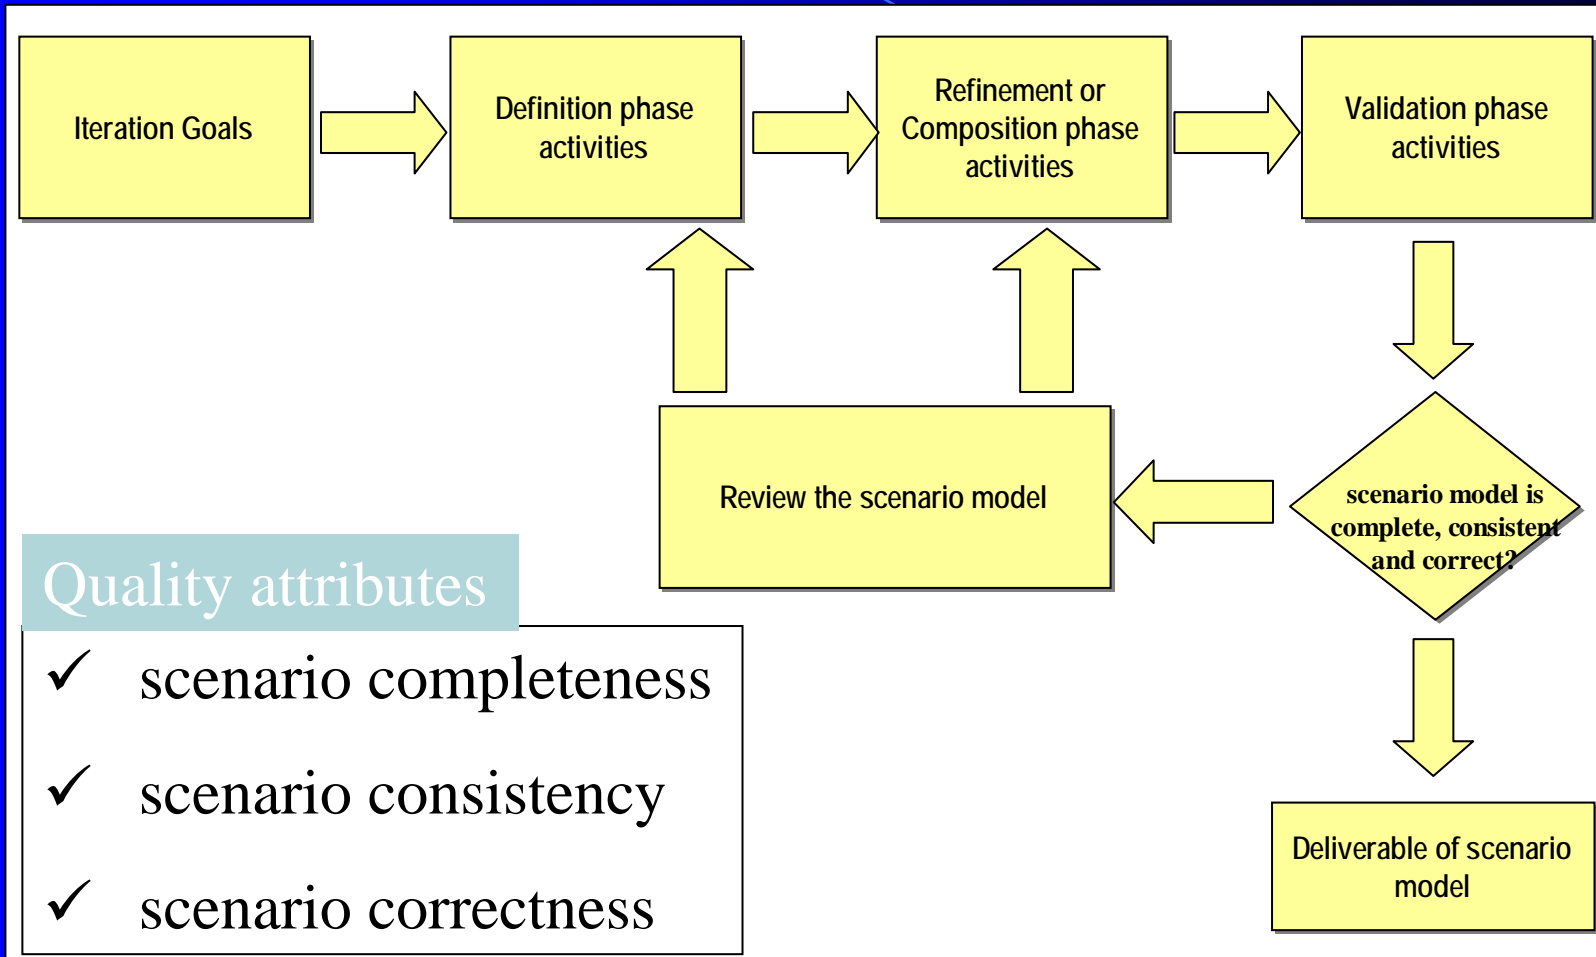 Iteration Goals
Definition phase
activities
Refinement or
Composition phase
activities
Validation phase
activities
Review the scenario model
scenario model is
complete, consistent
and correct?
Quality attributes
✓ scenario completeness
✓ scenario consistency
✓ scenario correctness
Deliverable of scenario
model